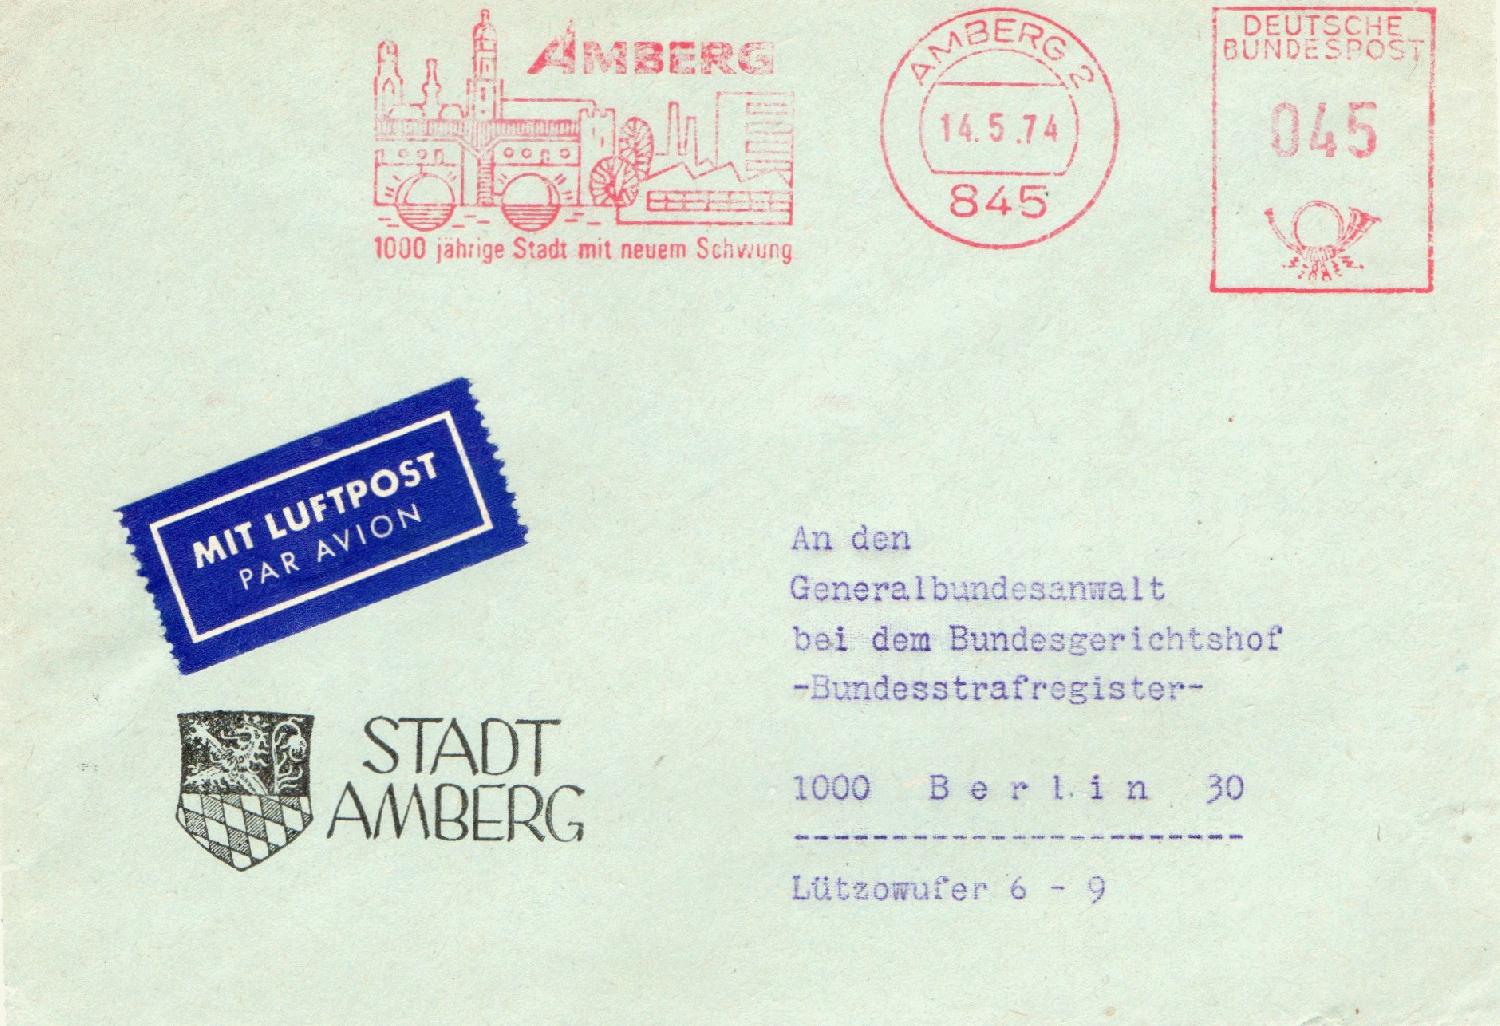 AMBERG
1000 jährige Stadt mit neuem Schwung
AMBERG 2
14.5.74
845
DEUTSCHE
BUNDESPOST
045
MIT LUFTPOST
PAR AVION
STADT
AMBERG
An den
Generalbundesanwalt
bei dem Bundesgerichtshof
-Bundesstrafregister-
1000 B e r l i n 30
-----------------------
Lützowufer 6 - 9